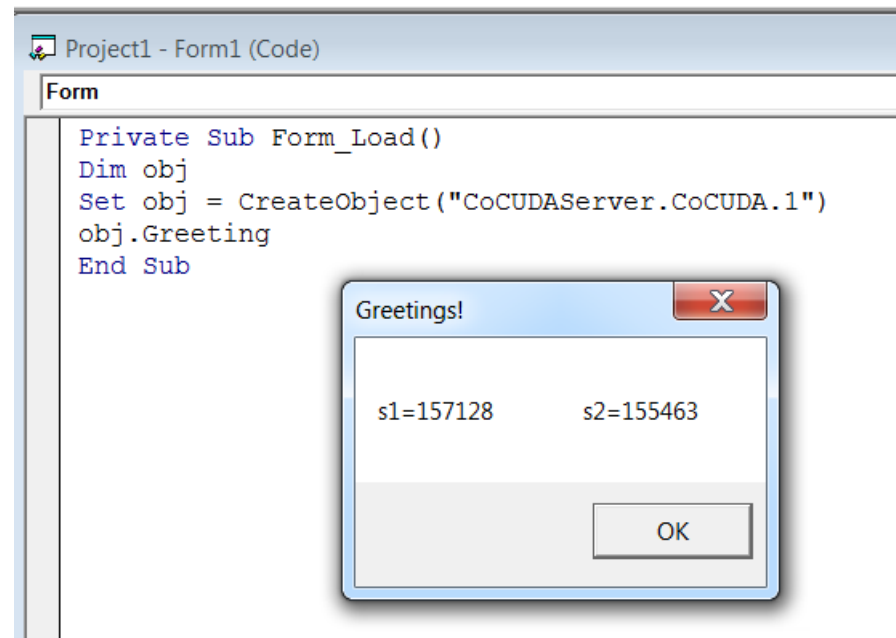 Project1 - Form1 (Code)
Form
Private Sub Form_Load()
Dim obj
Set obj = CreateObject("CoCUDAServer.CoCUDA.1")
obj.Greeting
End Sub
Greetings!
s1=157128 s2=155463
OK